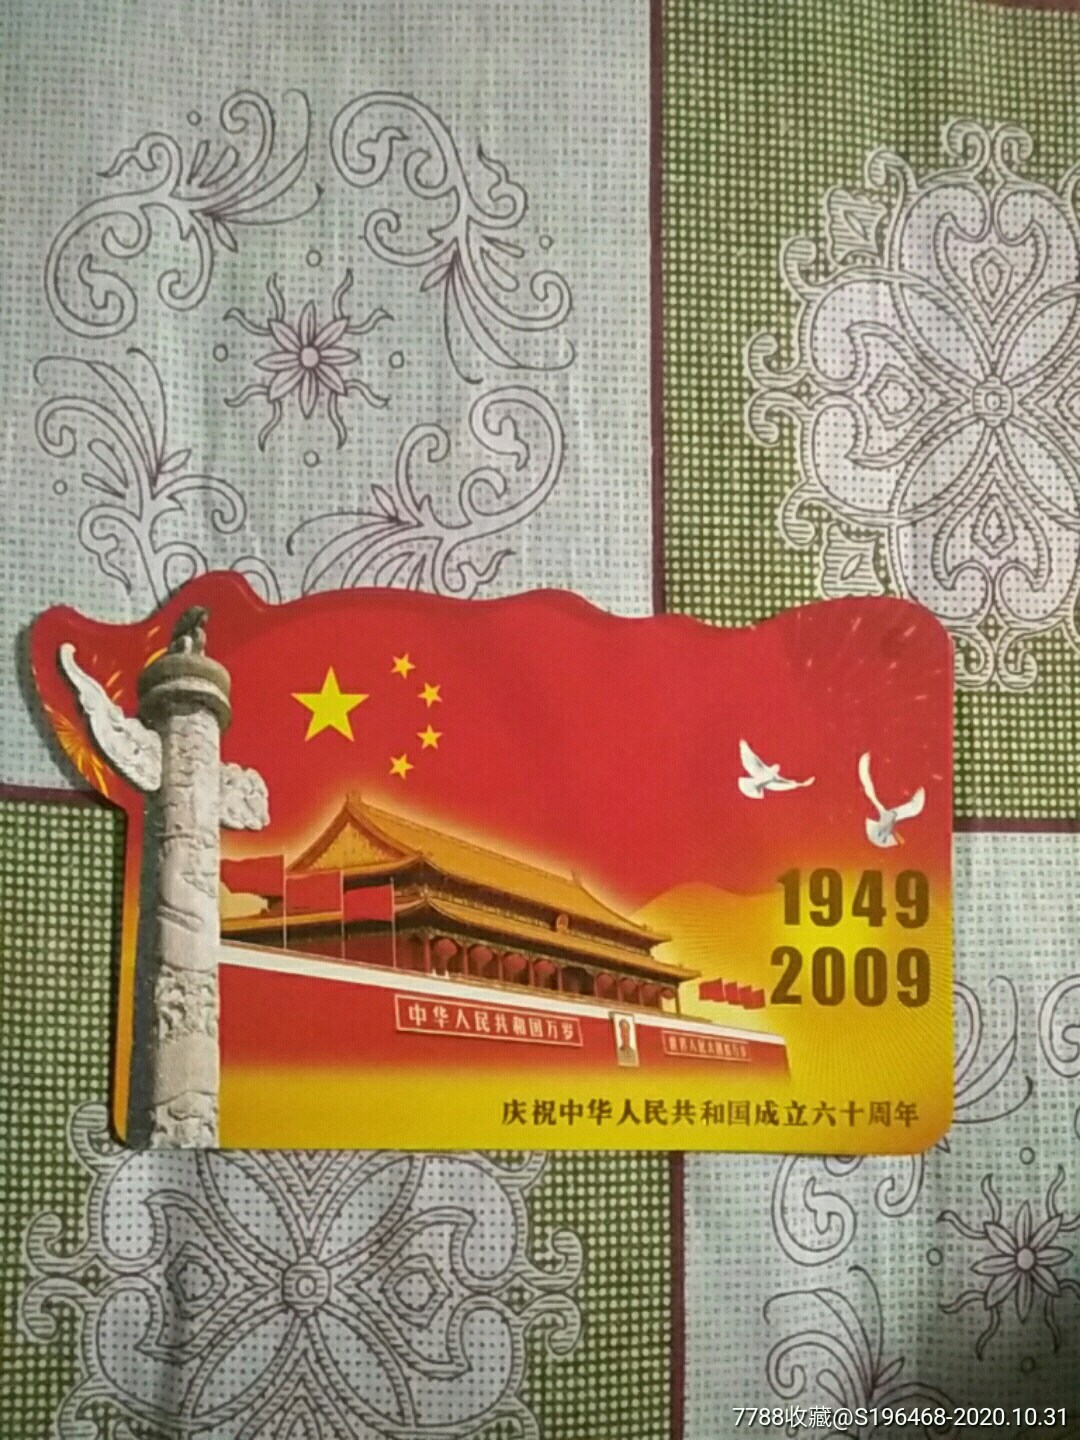 1949
2009
中华人民共和国万岁
世界人民大团结万岁
庆祝中华人民共和国成立六十周年
7788收藏@S196468-2020.10.31